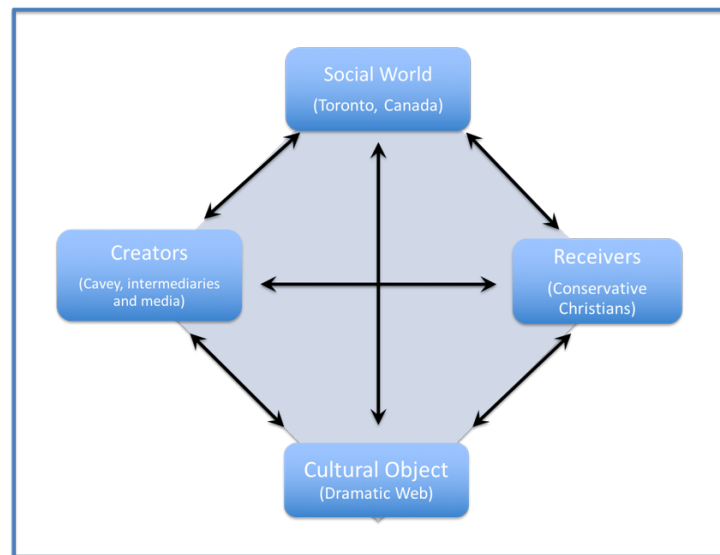 Social World
(Toronto, Canada)
Creators
(Cavey, intermediaries
and media)
Receivers
(Conservative
Christians)
Cultural Object
(Dramatic Web)